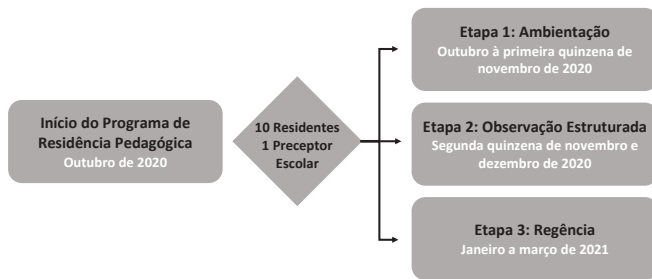 Início do Programa de
Residência Pedagógica
Outubro de 2020
10 Residentes
1 Preceptor
Escolar
Etapa 1: Ambientação
Outubro à primeira quinzena de
novembro de 2020
Etapa 2: Observação Estruturada
Segunda quinzena de novembro e
dezembro de 2020
Etapa 3: Regência
Janeiro a março de 2021